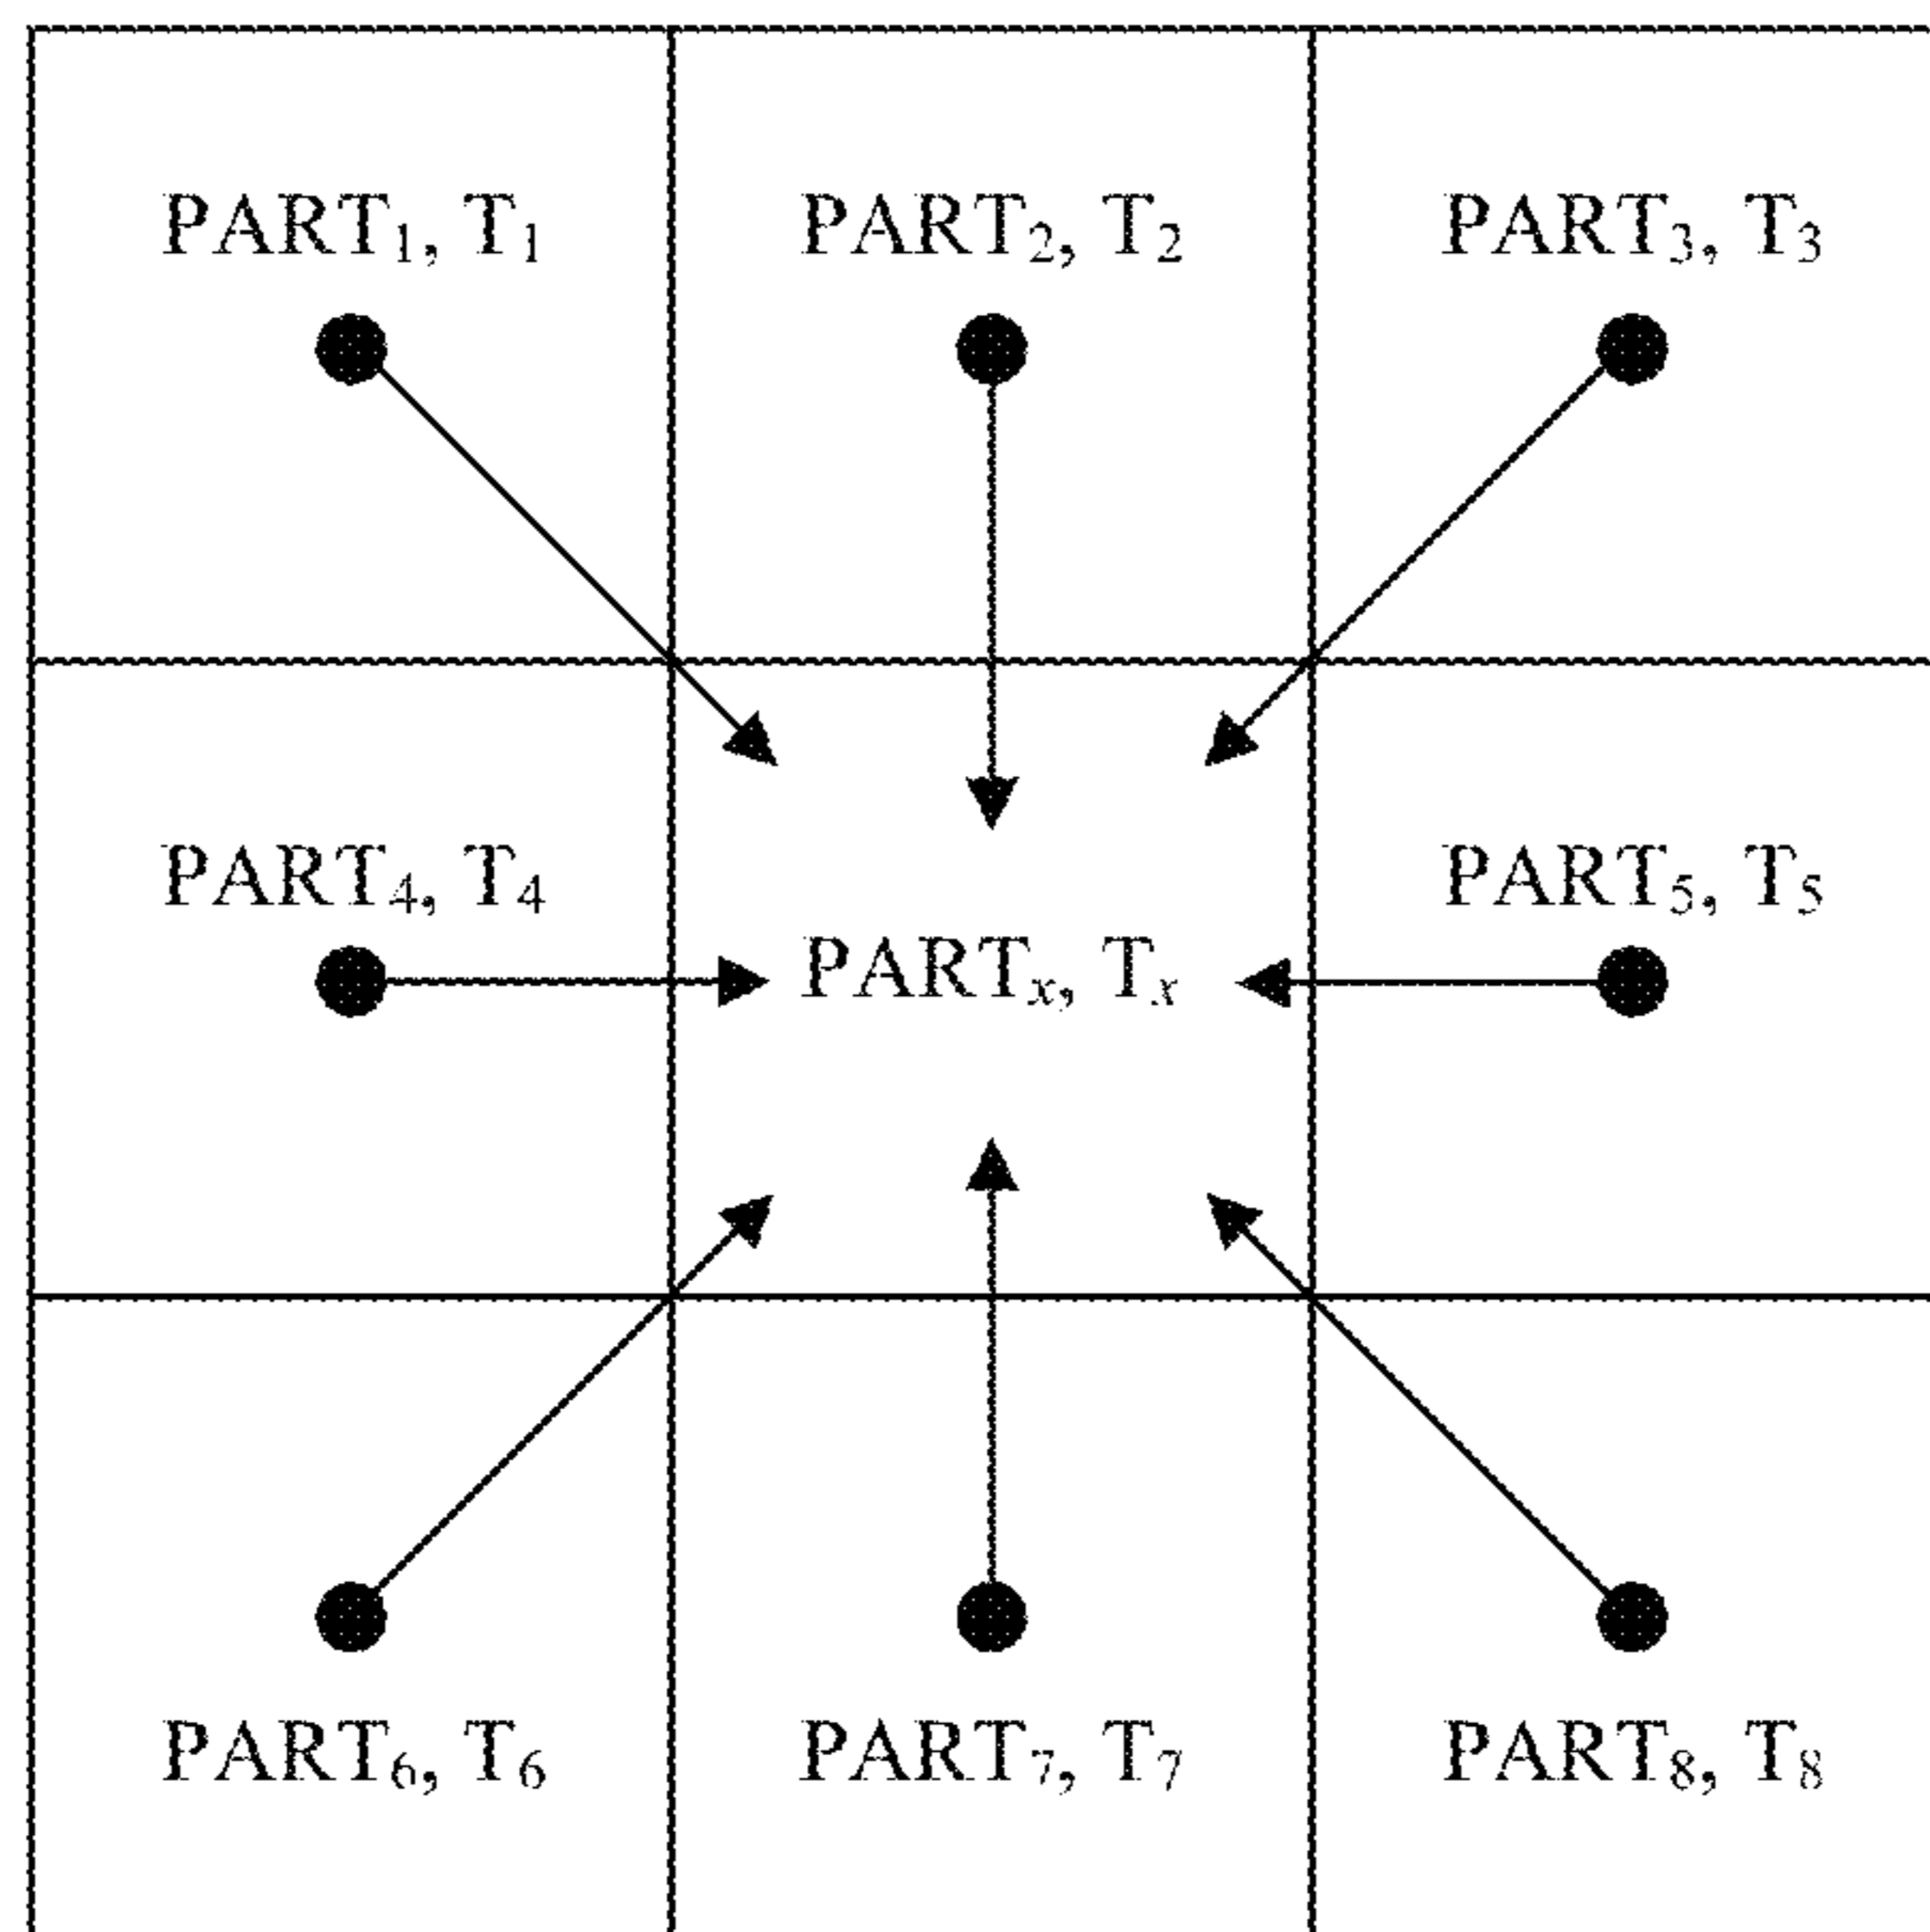 PART₁, T₁
PART₂, T₂
PART₃, T₃
PART₄, T₄
PARTₓ, Tₓ
PART₅, T₅
PART₆, T₆
PART₇, T₇
PART₈, T₈